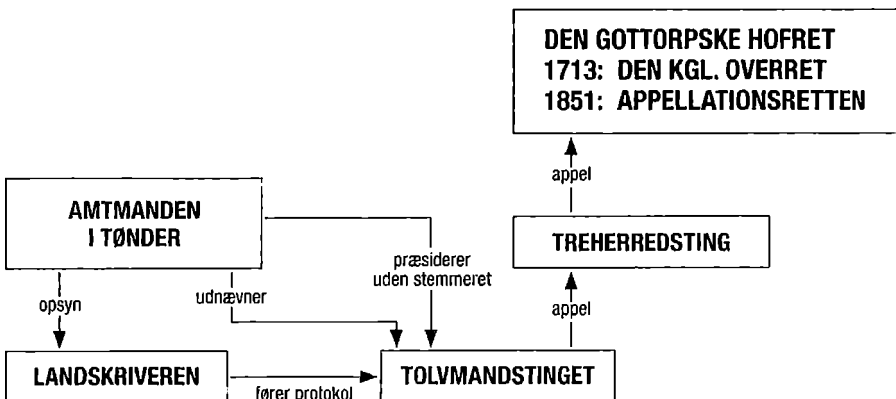 DEN GOTTORPSKE HOFRET
1713: DEN KGL. OVERRET
1851: APPELLATIONSRETTEN
appel
AMTMANDEN
I TØNDER
TREHERREDSTING
præsiderer
uden stemmeret
opsyn
udnævner
appel
LANDSKRIVEREN
fører protokol
TOLVMANDSTINGET